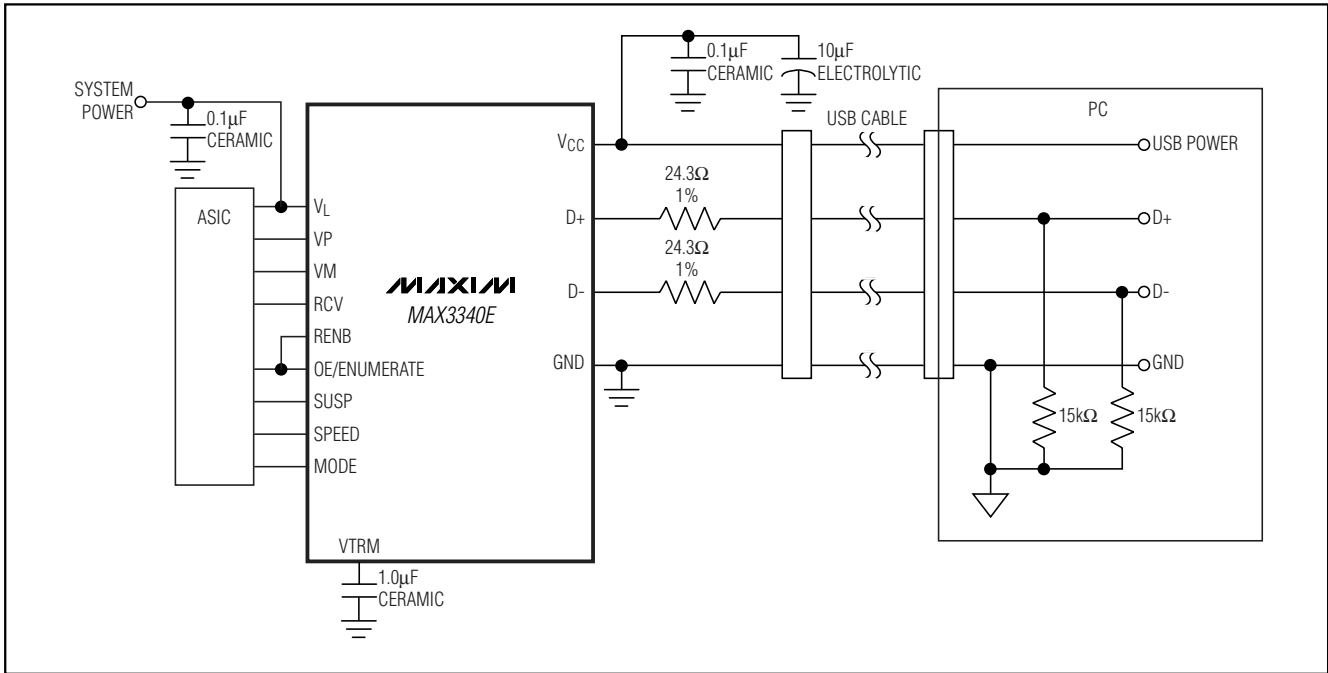 0.1µF
CERAMIC
10µF
ELECTROLYTIC
SYSTEM
POWER
0.1µF
CERAMIC
USB CABLE
PC
VCC
USB POWER
ASIC
VL
24.3Ω
1%
D+
D+
VP
24.3Ω
1%
VM
MAXIM
MAX3340E
D-
D-
RCV
RENB
OE/ENUMERATE
GND
GND
SUSP
SPEED
MODE
15kΩ
15kΩ
VTRM
1.0µF
CERAMIC